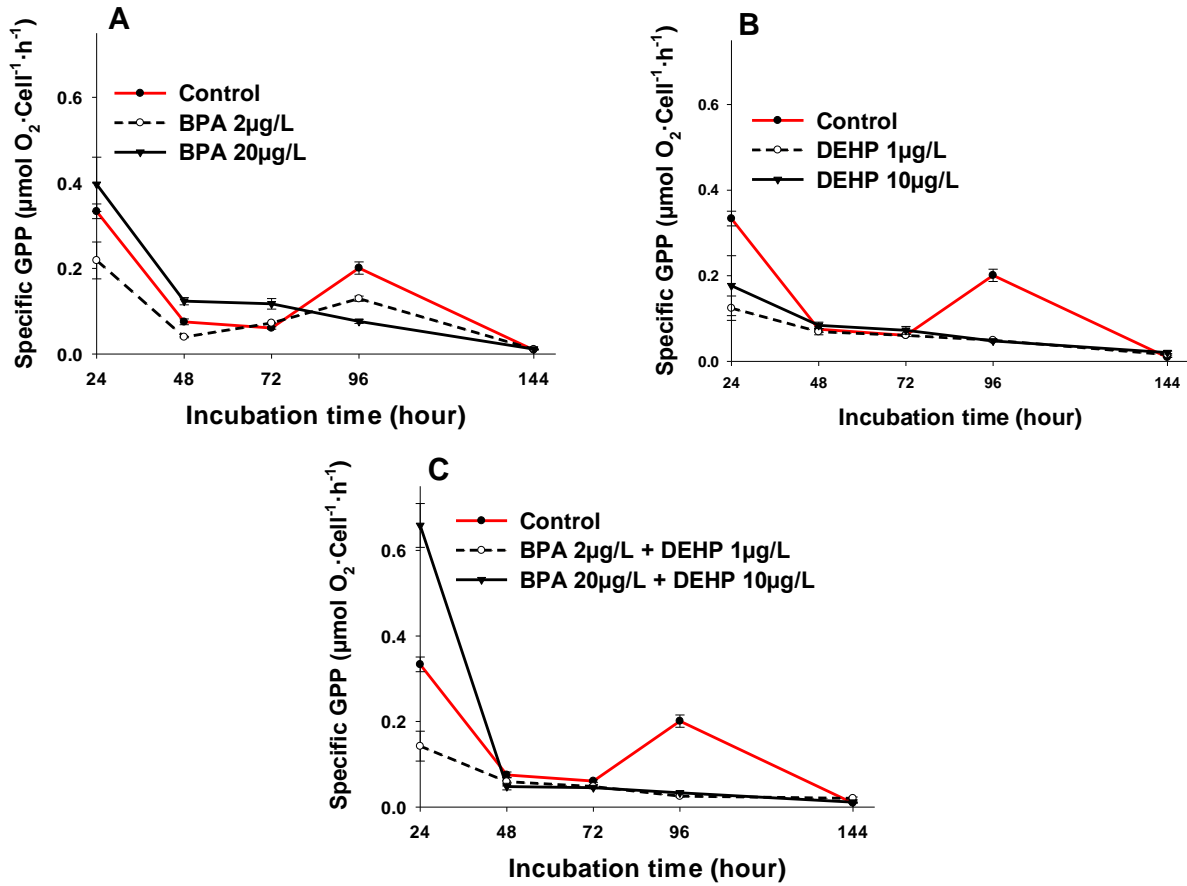 A
Specific GPP (µmol O₂·Cell⁻¹·h⁻¹)
0.6
0.4
0.2
0.0
Control
BPA 2µg/L
BPA 20µg/L
24 48 72 96 144
Incubation time (hour)
B
Specific GPP (µmol O₂·Cell⁻¹·h⁻¹)
0.6
0.4
0.2
0.0
Control
DEHP 1µg/L
DEHP 10µg/L
24 48 72 96 144
Incubation time (hour)
C
Specific GPP (µmol O₂·Cell⁻¹·h⁻¹)
0.6
0.4
0.2
0.0
Control
BPA 2µg/L + DEHP 1µg/L
BPA 20µg/L + DEHP 10µg/L
24 48 72 96 144
Incubation time (hour)